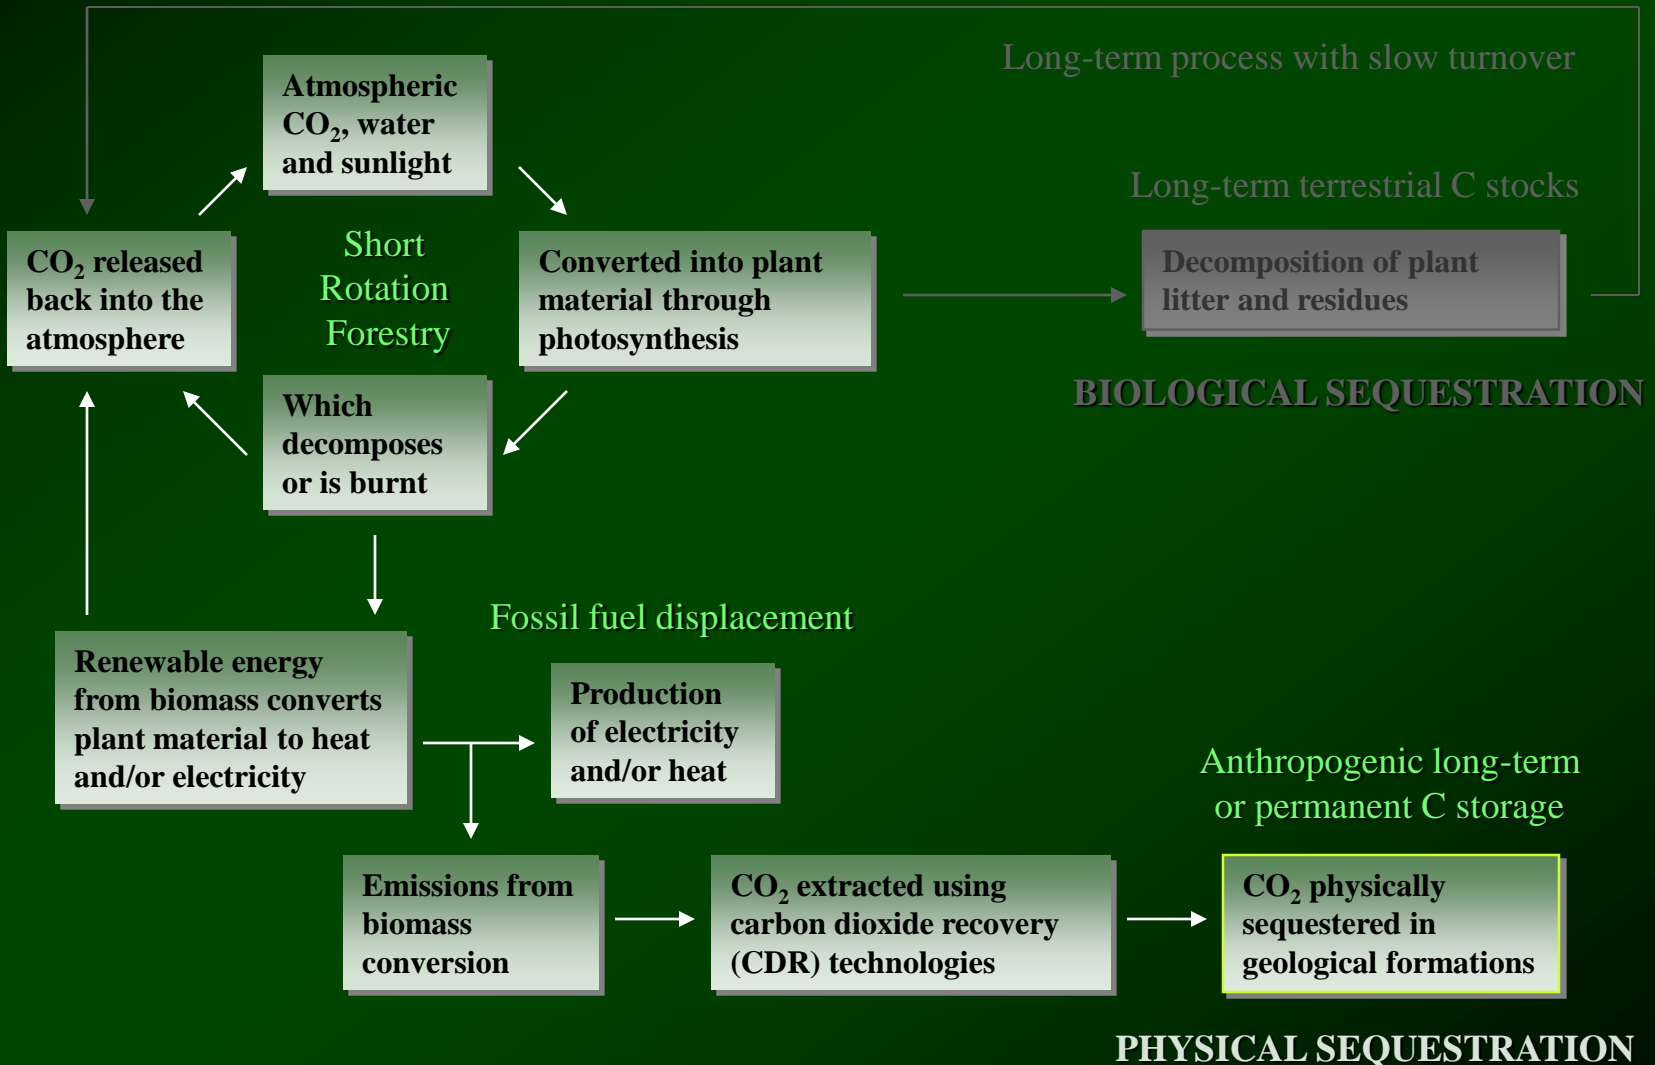 Long-term process with slow turnover
Atmospheric
CO₂, water
and sunlight
Long-term terrestrial C stocks
CO₂ released
back into the
atmosphere
Short
Rotation
Forestry
Converted into plant
material through
photosynthesis
Decomposition of plant
litter and residues
BIOLOGICAL SEQUESTRATION
Which
decomposes
or is burnt
Fossil fuel displacement
Renewable energy
from biomass converts
plant material to heat
and/or electricity
Production
of electricity
and/or heat
Anthropogenic long-term
or permanent C storage
Emissions from
biomass
conversion
CO₂ extracted using
carbon dioxide recovery
(CDR) technologies
CO₂ physically
sequestered in
geological formations
PHYSICAL SEQUESTRATION